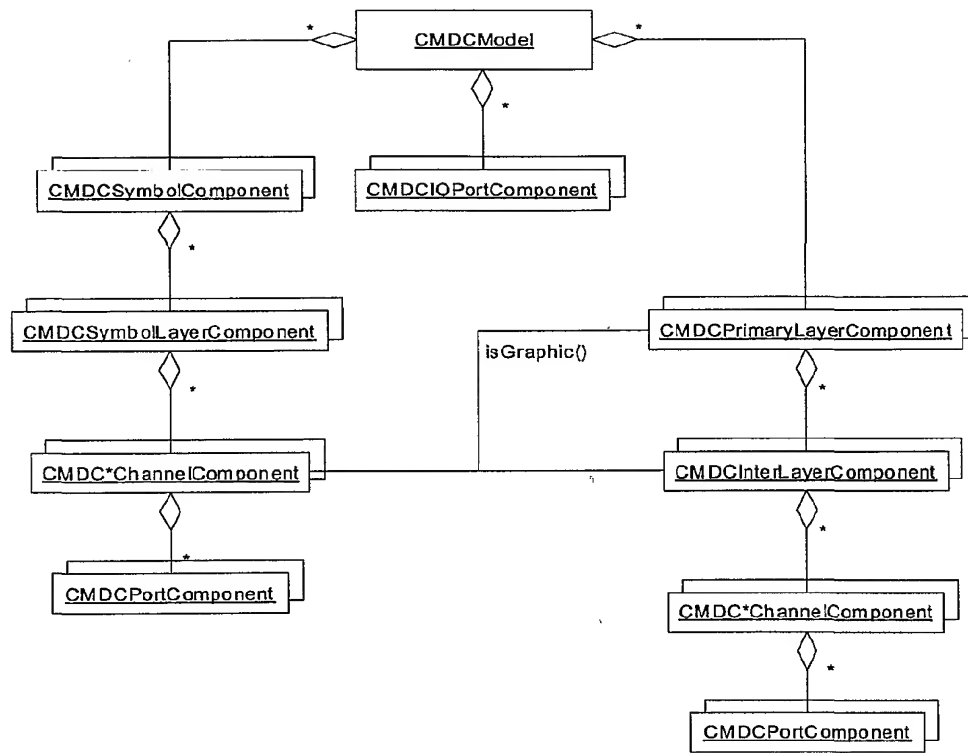 * CMDCModel *
*
CMDCSymbolComponent CMDCIOPortComponent
*
CMDCSymbolLayerComponent CMDCPrimaryLayerComponent
isGraphic()
* *
CMDC*ChannelComponent CMDCInterLayerComponent
*
*
CMDCPortComponent CMDC*ChannelComponent
*
CMDCPortComponent